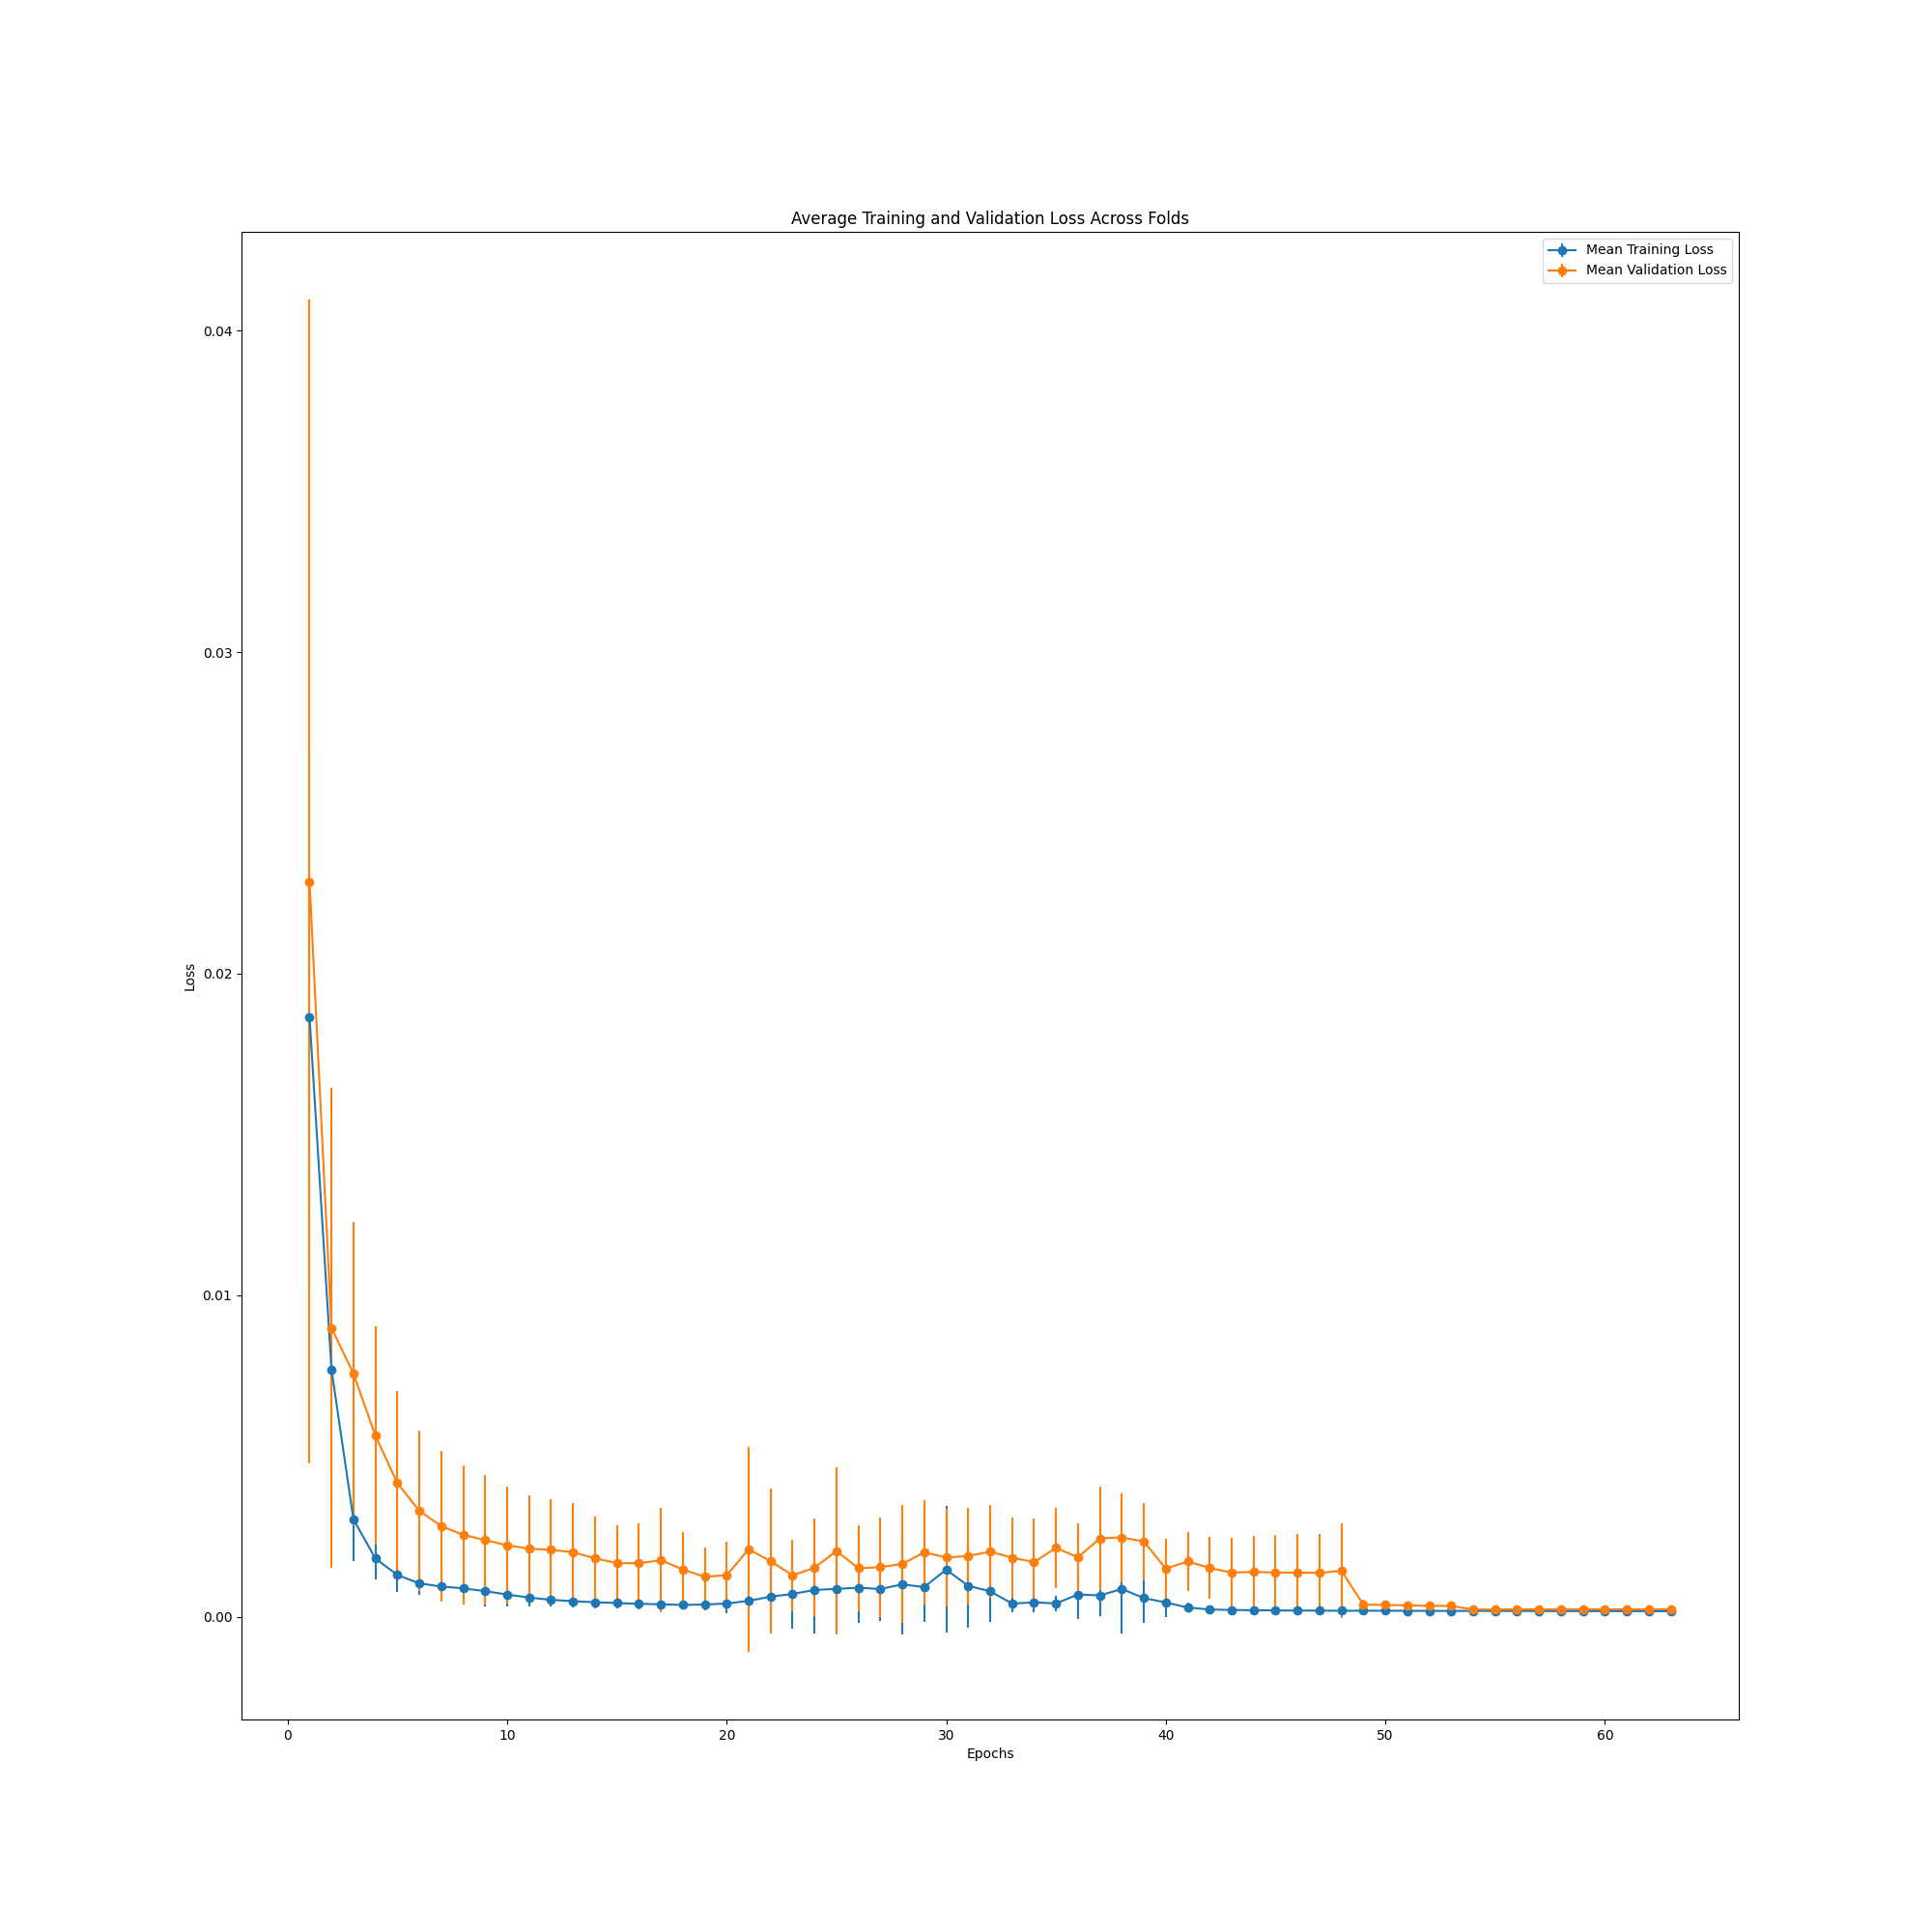 Average Training and Validation Loss Across Folds
Mean Training Loss
Mean Validation Loss
0.04
0.03
0.02
0.01
0.00
Loss
0 10 20 30 40 50 60
Epochs